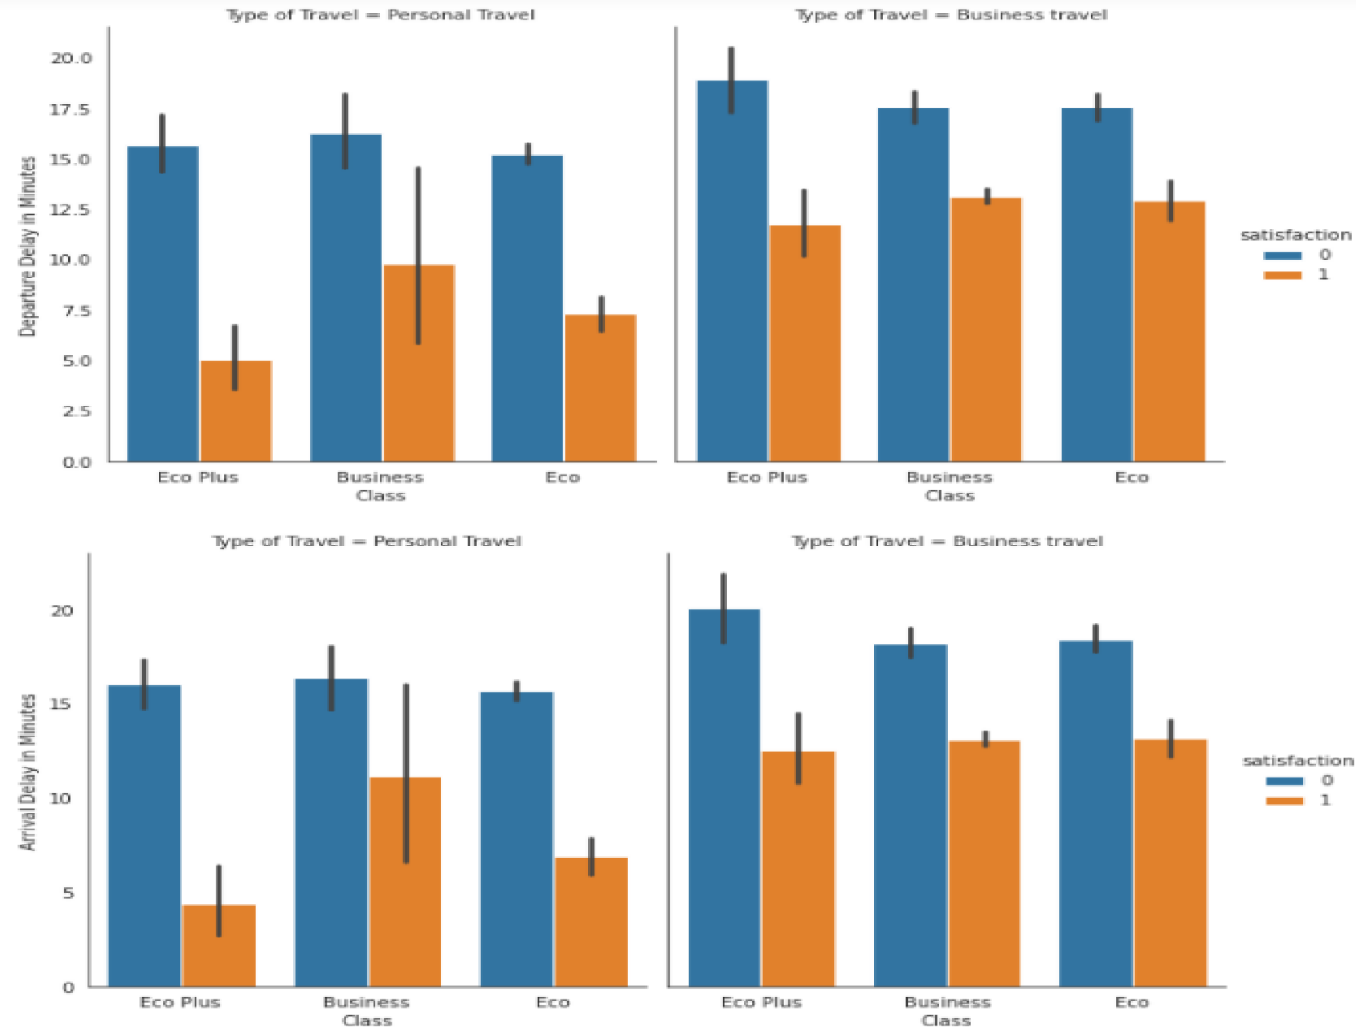 Type of Travel = Personal Travel
Type of Travel = Business travel
Departure Delay in Minutes
20.0
17.5
15.0
12.5
10.0
7.5
5.0
2.5
0.0
Eco Plus Business Eco
Class
Eco Plus Business Eco
Class
satisfaction
0
1
Type of Travel = Personal Travel
Type of Travel = Business travel
Arrival Delay in Minutes
20
15
10
5
0
Eco Plus Business Eco
Class
Eco Plus Business Eco
Class
satisfaction
0
1